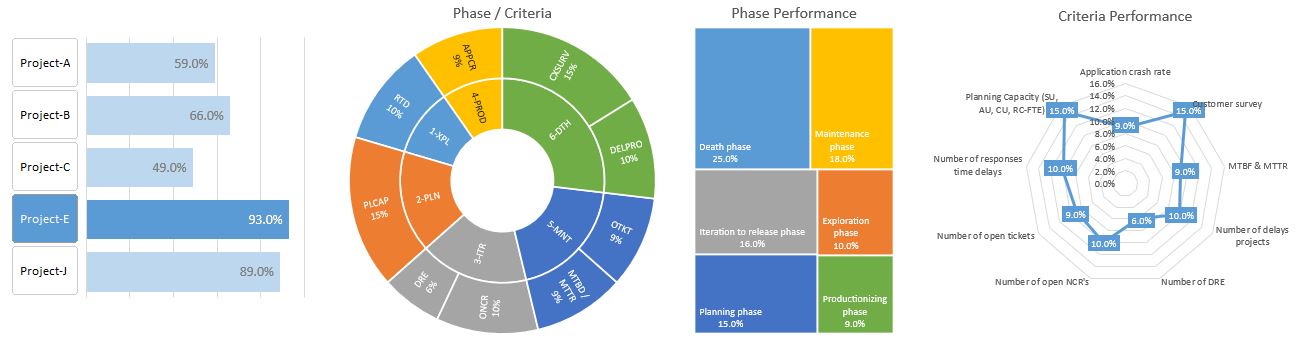 Project-A
59.0%
Project-B
66.0%
Project-C
49.0%
Project-E
93.0%
Project-J
89.0%
Phase / Criteria
CXSURV
15%
DELPRO
10%
OTKT
9%
MTBD /
MTTR
9%
ONCR
10%
DRE
6%
PLCAP
15%
RTD
10%
APPCR
9%
6-DTH
5-MNT
3-ITR
2-PLN
1-XPL
4-PROD
Phase Performance
Death phase
25.0%
Maintenance
phase
18.0%
Iteration to release phase
16.0%
Exploration
phase
10.0%
Planning phase
15.0%
Productionizing
phase
9.0%
Criteria Performance
Application crash rate
16.0%
14.0%
12.0%
10.0%
8.0%
6.0%
4.0%
2.0%
0.0%
9.0%
Customer survey
15.0%
MTBF & MTTR
9.0%
Number of delays
projects
10.0%
Number of DRE
6.0%
Number of open NCR's
10.0%
Number of open tickets
9.0%
Number of responses
time delays
10.0%
Planning Capacity (SU,
AU, CU, RC-FTE)
15.0%